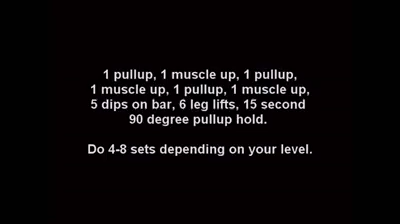 1 pullup, 1 muscle up, 1 pullup,
1 muscle up, 1 pullup, 1 muscle up,
5 dips on bar, 6 leg lifts, 15 second
90 degree pullup hold.
Do 4-8 sets depending on your level.